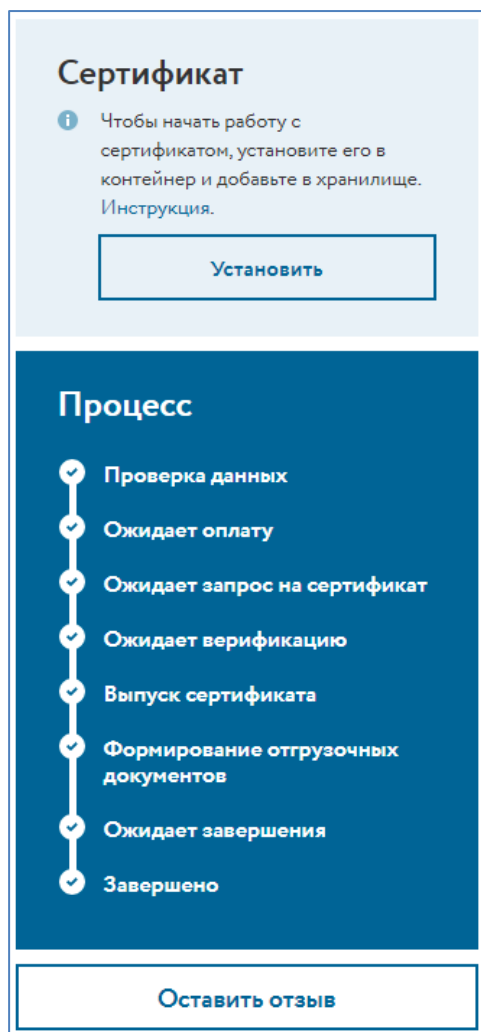 Сертификат
Чтобы начать работу с
сертификатом, установите его в
контейнер и добавьте в хранилище.
Инструкция.
Установить
Процесс
Проверка данных
Ожидает оплату
Ожидает запрос на сертификат
Ожидает верификацию
Выпуск сертификата
Формирование отгрузочных
документов
Ожидает завершения
Завершено
Оставить отзыв